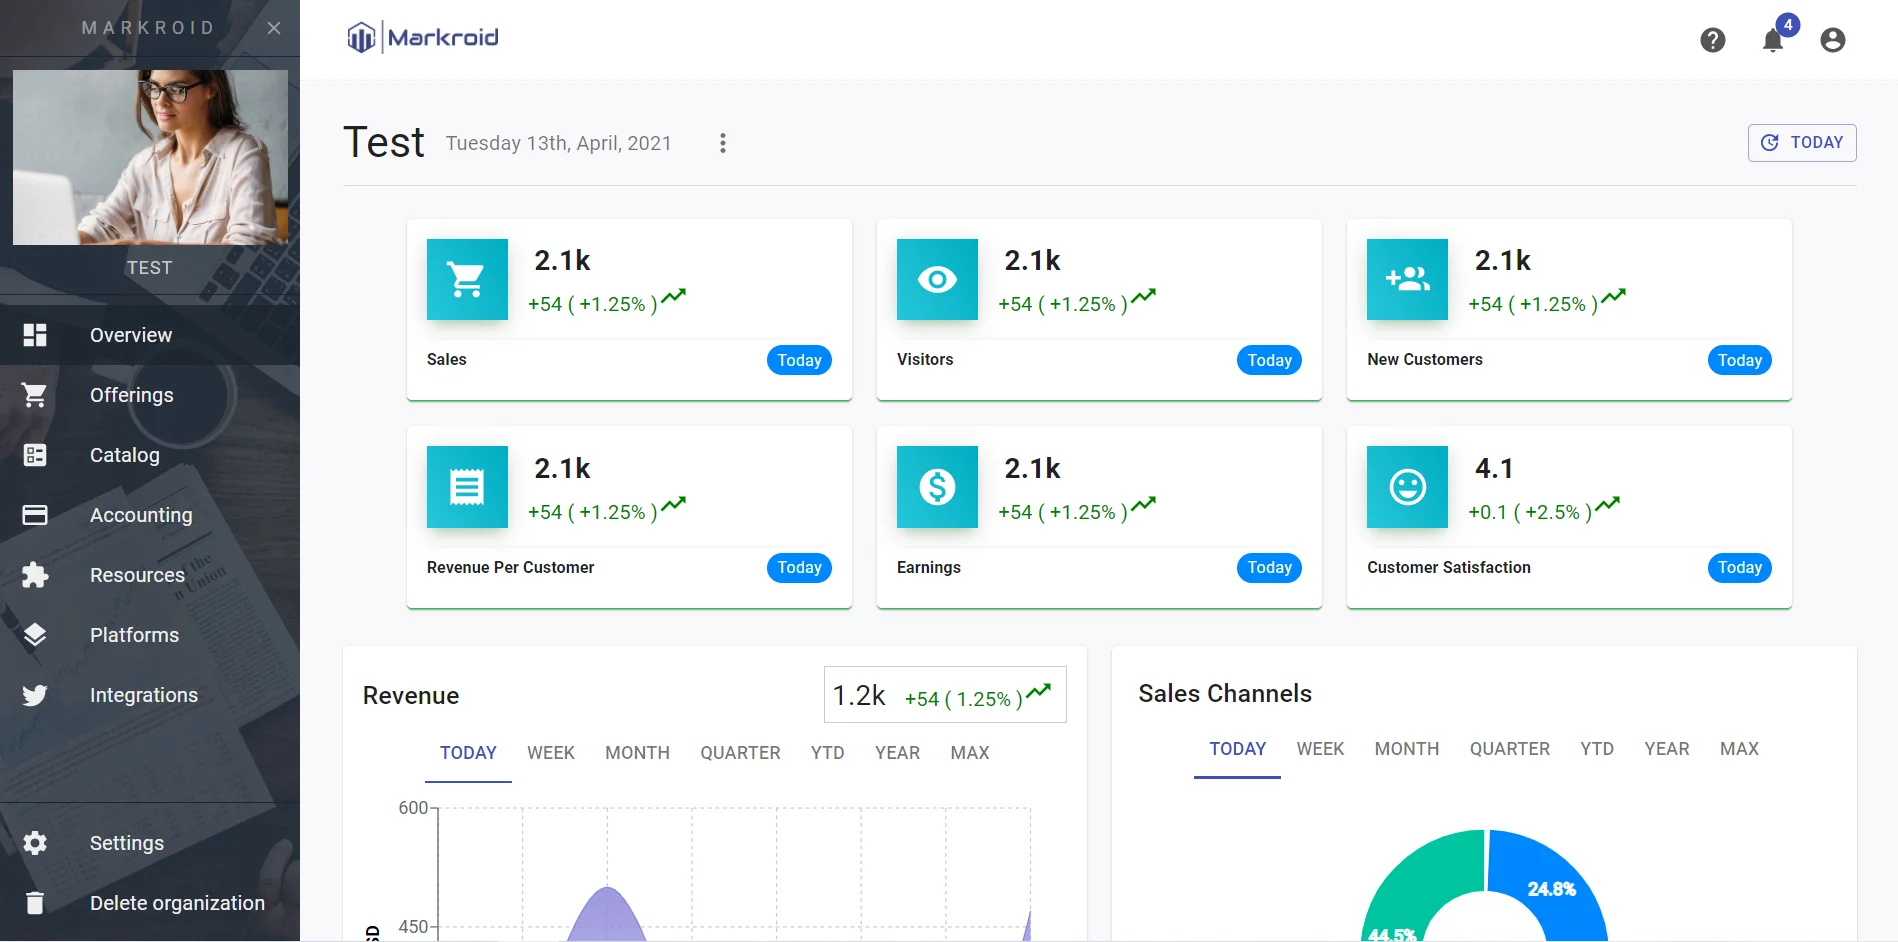 MARKROID
TEST
Overview
Offerings
Catalog
Accounting
Resources
Platforms
Integrations
Settings
Delete organization
Markroid
4
Test
Tuesday 13th, April, 2021
TODAY
2.1k
+54 ( +1.25% )
Sales
Today
2.1k
+54 ( +1.25% )
Visitors
Today
2.1k
+54 ( +1.25% )
New Customers
Today
2.1k
+54 ( +1.25% )
Revenue Per Customer
Today
2.1k
+54 ( +1.25% )
Earnings
Today
4.1
+0.1 ( +2.5% )
Customer Satisfaction
Today
Revenue
1.2k +54 ( 1.25% )
TODAY WEEK MONTH QUARTER YTD YEAR MAX
600
450
Sales Channels
TODAY WEEK MONTH QUARTER YTD YEAR MAX
24.8%
44.5%